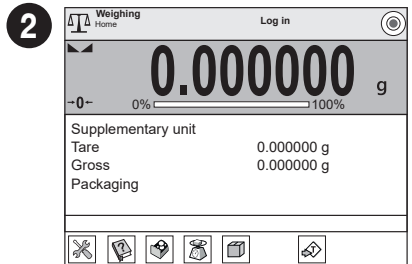 2
Weighing
Home
Log in
0.000000 g
→0←
0% 100%
Supplementary unit
Tare 0.000000 g
Gross 0.000000 g
Packaging
?
T